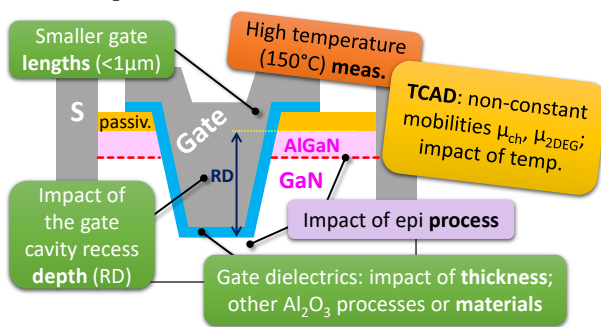 Smaller gate
lengths (<1μm)
High temperature
(150°C) meas.
TCAD: non-constant
mobilities μch, μ2DEG;
impact of temp.
S
passiv.
Gate
AlGaN
GaN
RD
Impact of
the gate
cavity recess
depth (RD)
Impact of epi process
Gate dielectrics: impact of thickness;
other Al2O3 processes or materials